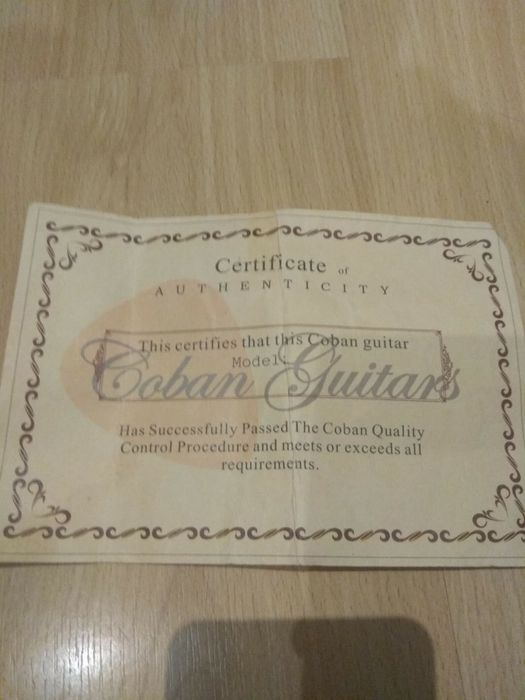 Certificate of
AUTHENTICITY
This certifies that this Coban guitar
Model:
Coban Guitars
Has Successfully Passed The Coban Quality
Control Procedure and meets or exceeds all
requirements.